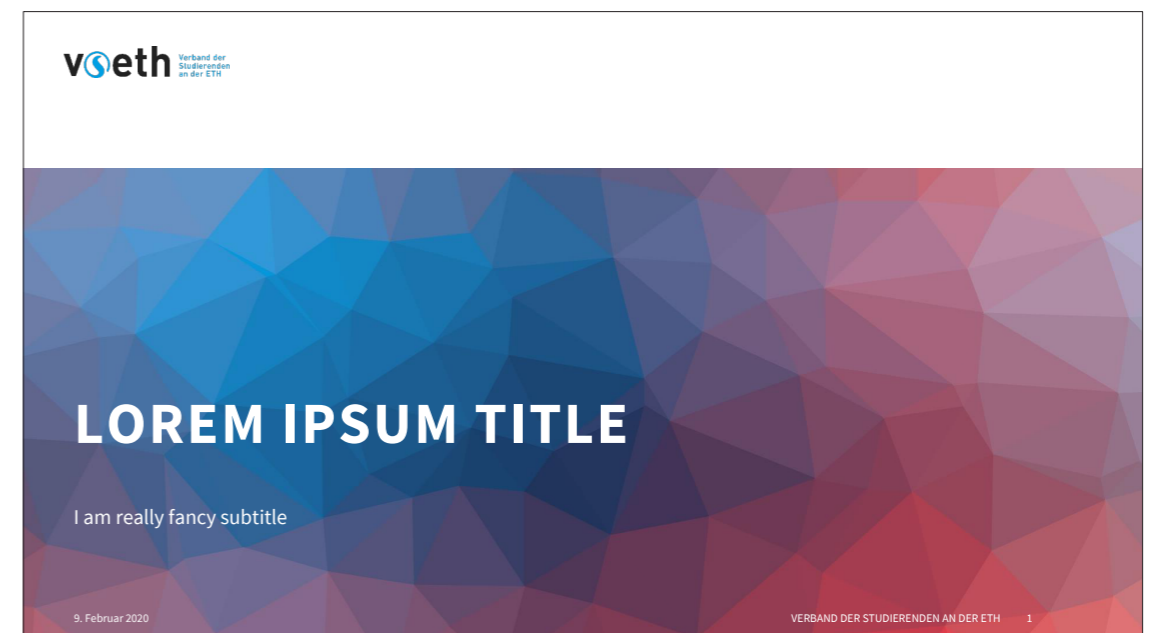 vseth
Verband der
Studierenden
an der ETH
LOREM IPSUM TITLE
I am really fancy subtitle
9. Februar 2020
VERBAND DER STUDIERENDEN AN DER ETH 1